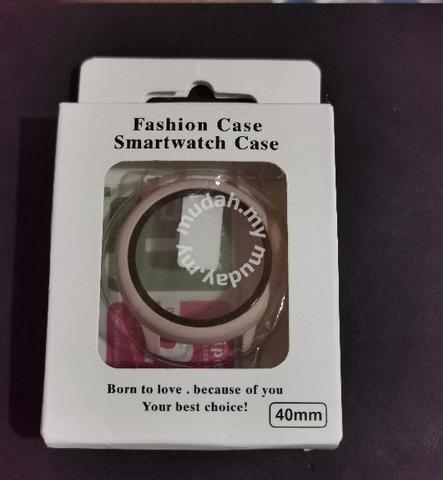 Fashion Case
Smartwatch Case
mudah.my mudah.my
Born to love . because of you
Your best choice!
40mm